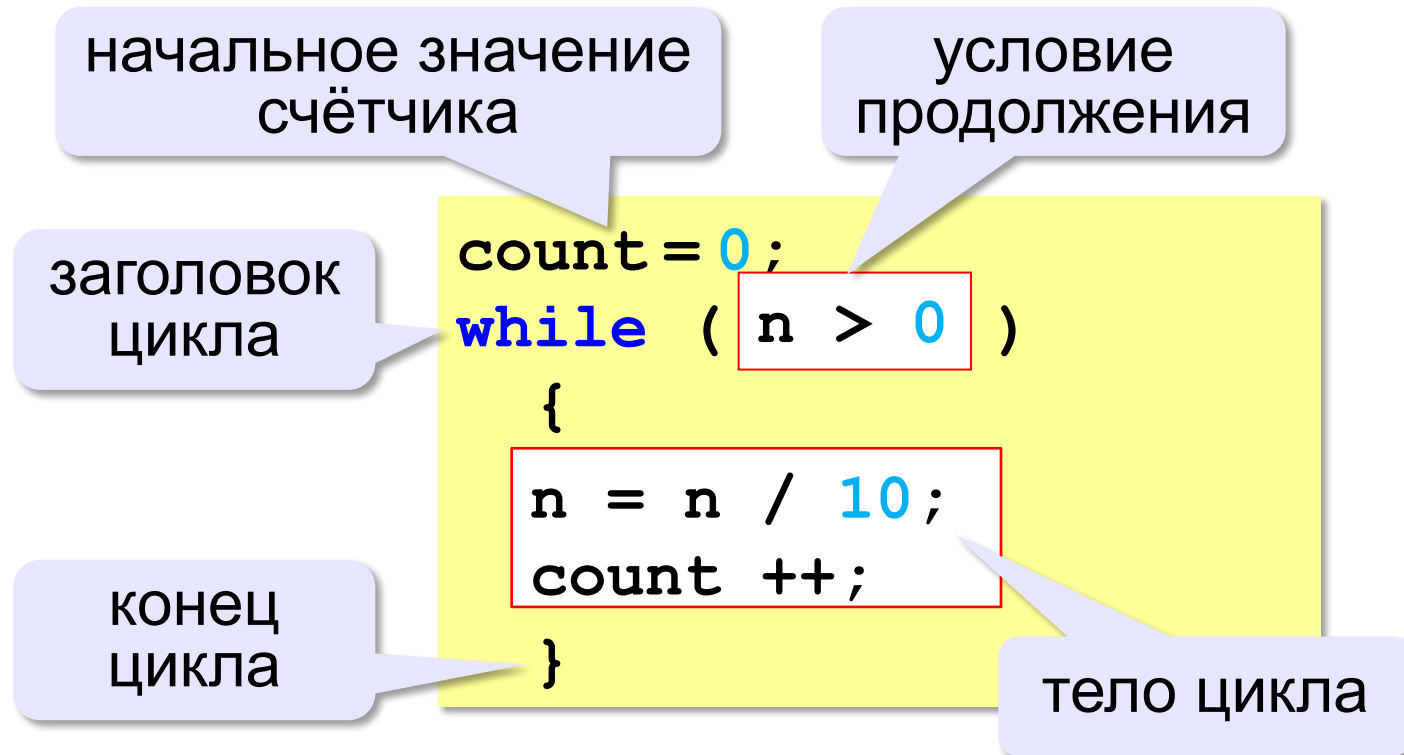 начальное значение
счётчика
условие
продолжения
заголовок
цикла
count = 0;
while ( n > 0 )
{
n = n / 10;
count ++;
}
конец
цикла
тело цикла